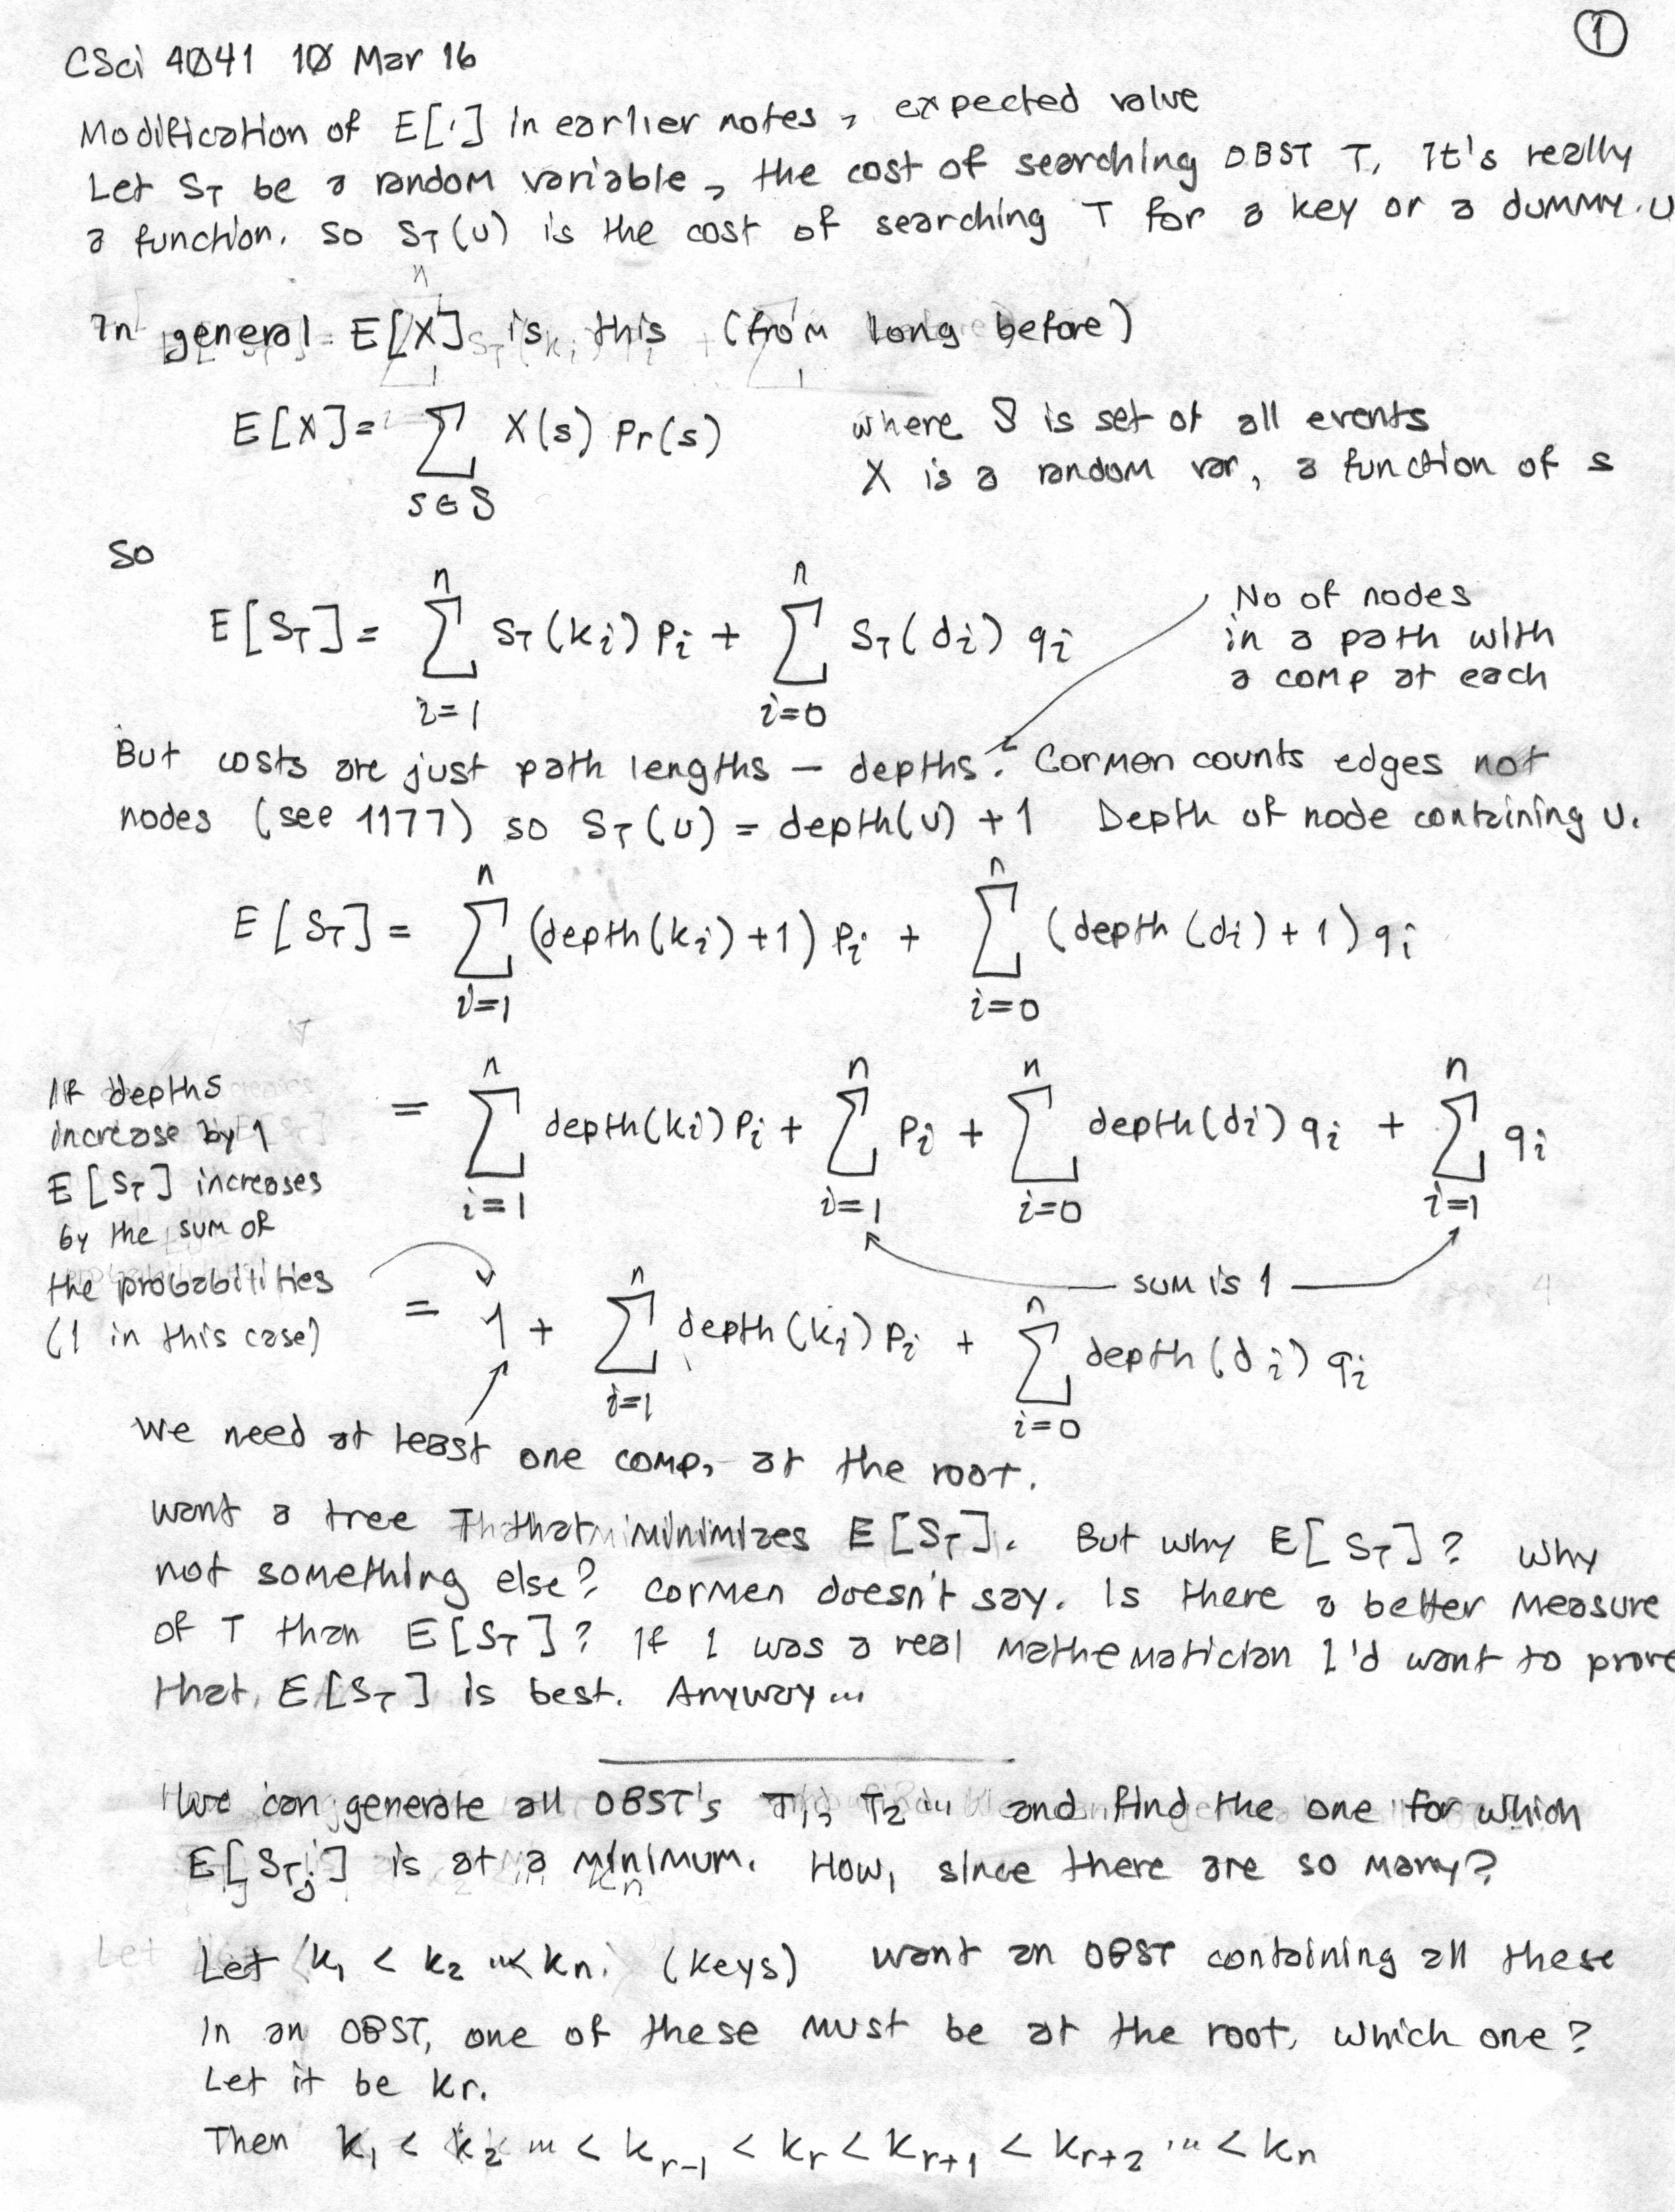 ①
CSci 4041 10 Mar 16
Modification of E[·] in earlier notes, expected value
Let S_T be a random variable, the cost of searching OBST T. It's really
a function. So S_T(u) is the cost of searching T for a key or a dummy. u
In general E[X] is this (from long before)
E[X] = ∑_{s∈S} X(s) Pr(s)
where S is set of all events
X is a random var, a function of s
So
E[S_T] = ∑_{i=1}^{n} S_T(k_i) p_i + ∑_{i=0}^{n} S_T(d_i) q_i
No of nodes
in a path with
a comp at each
But costs are just path lengths – depths. Cormen counts edges not
nodes (see 1177) so S_T(u) = depth(u) + 1 Depth of node containing u.
E[S_T] = ∑_{i=1}^{n} (depth(k_i)+1) p_i + ∑_{i=0}^{n} (depth(d_i)+1) q_i
= ∑_{i=1}^{n} depth(k_i) p_i + ∑_{i=1}^{n} p_i + ∑_{i=0}^{n} depth(d_i) q_i + ∑_{i=1}^{n} q_i
If depths
increase by 1
E[S_T] increases
by the sum of
the probabilities
(1 in this case)
sum is 1
= 1 + ∑_{i=1}^{n} depth(k_i) p_i + ∑_{i=0}^{n} depth(d_i) q_i
We need at least one comp, at the root.
want a tree T that minimizes E[S_T]. But why E[S_T]? Why
not something else? Cormen doesn't say. Is there a better measure
of T than E[S_T]? If I was a real mathematician I'd want to prove
that E[S_T] is best. Anyway...
We can generate all OBST's T_1, T_2 ... and find the one for which
E[S_{T_j}] is at a minimum. How, since there are so many?
Let k_1 < k_2 ... < k_n. (keys) want an OBST containing all these
In an OBST, one of these must be at the root. Which one?
Let it be k_r.
Then k_1 < k_2 ... < k_{r-1} < k_r < k_{r+1} < k_{r+2} ... < k_n